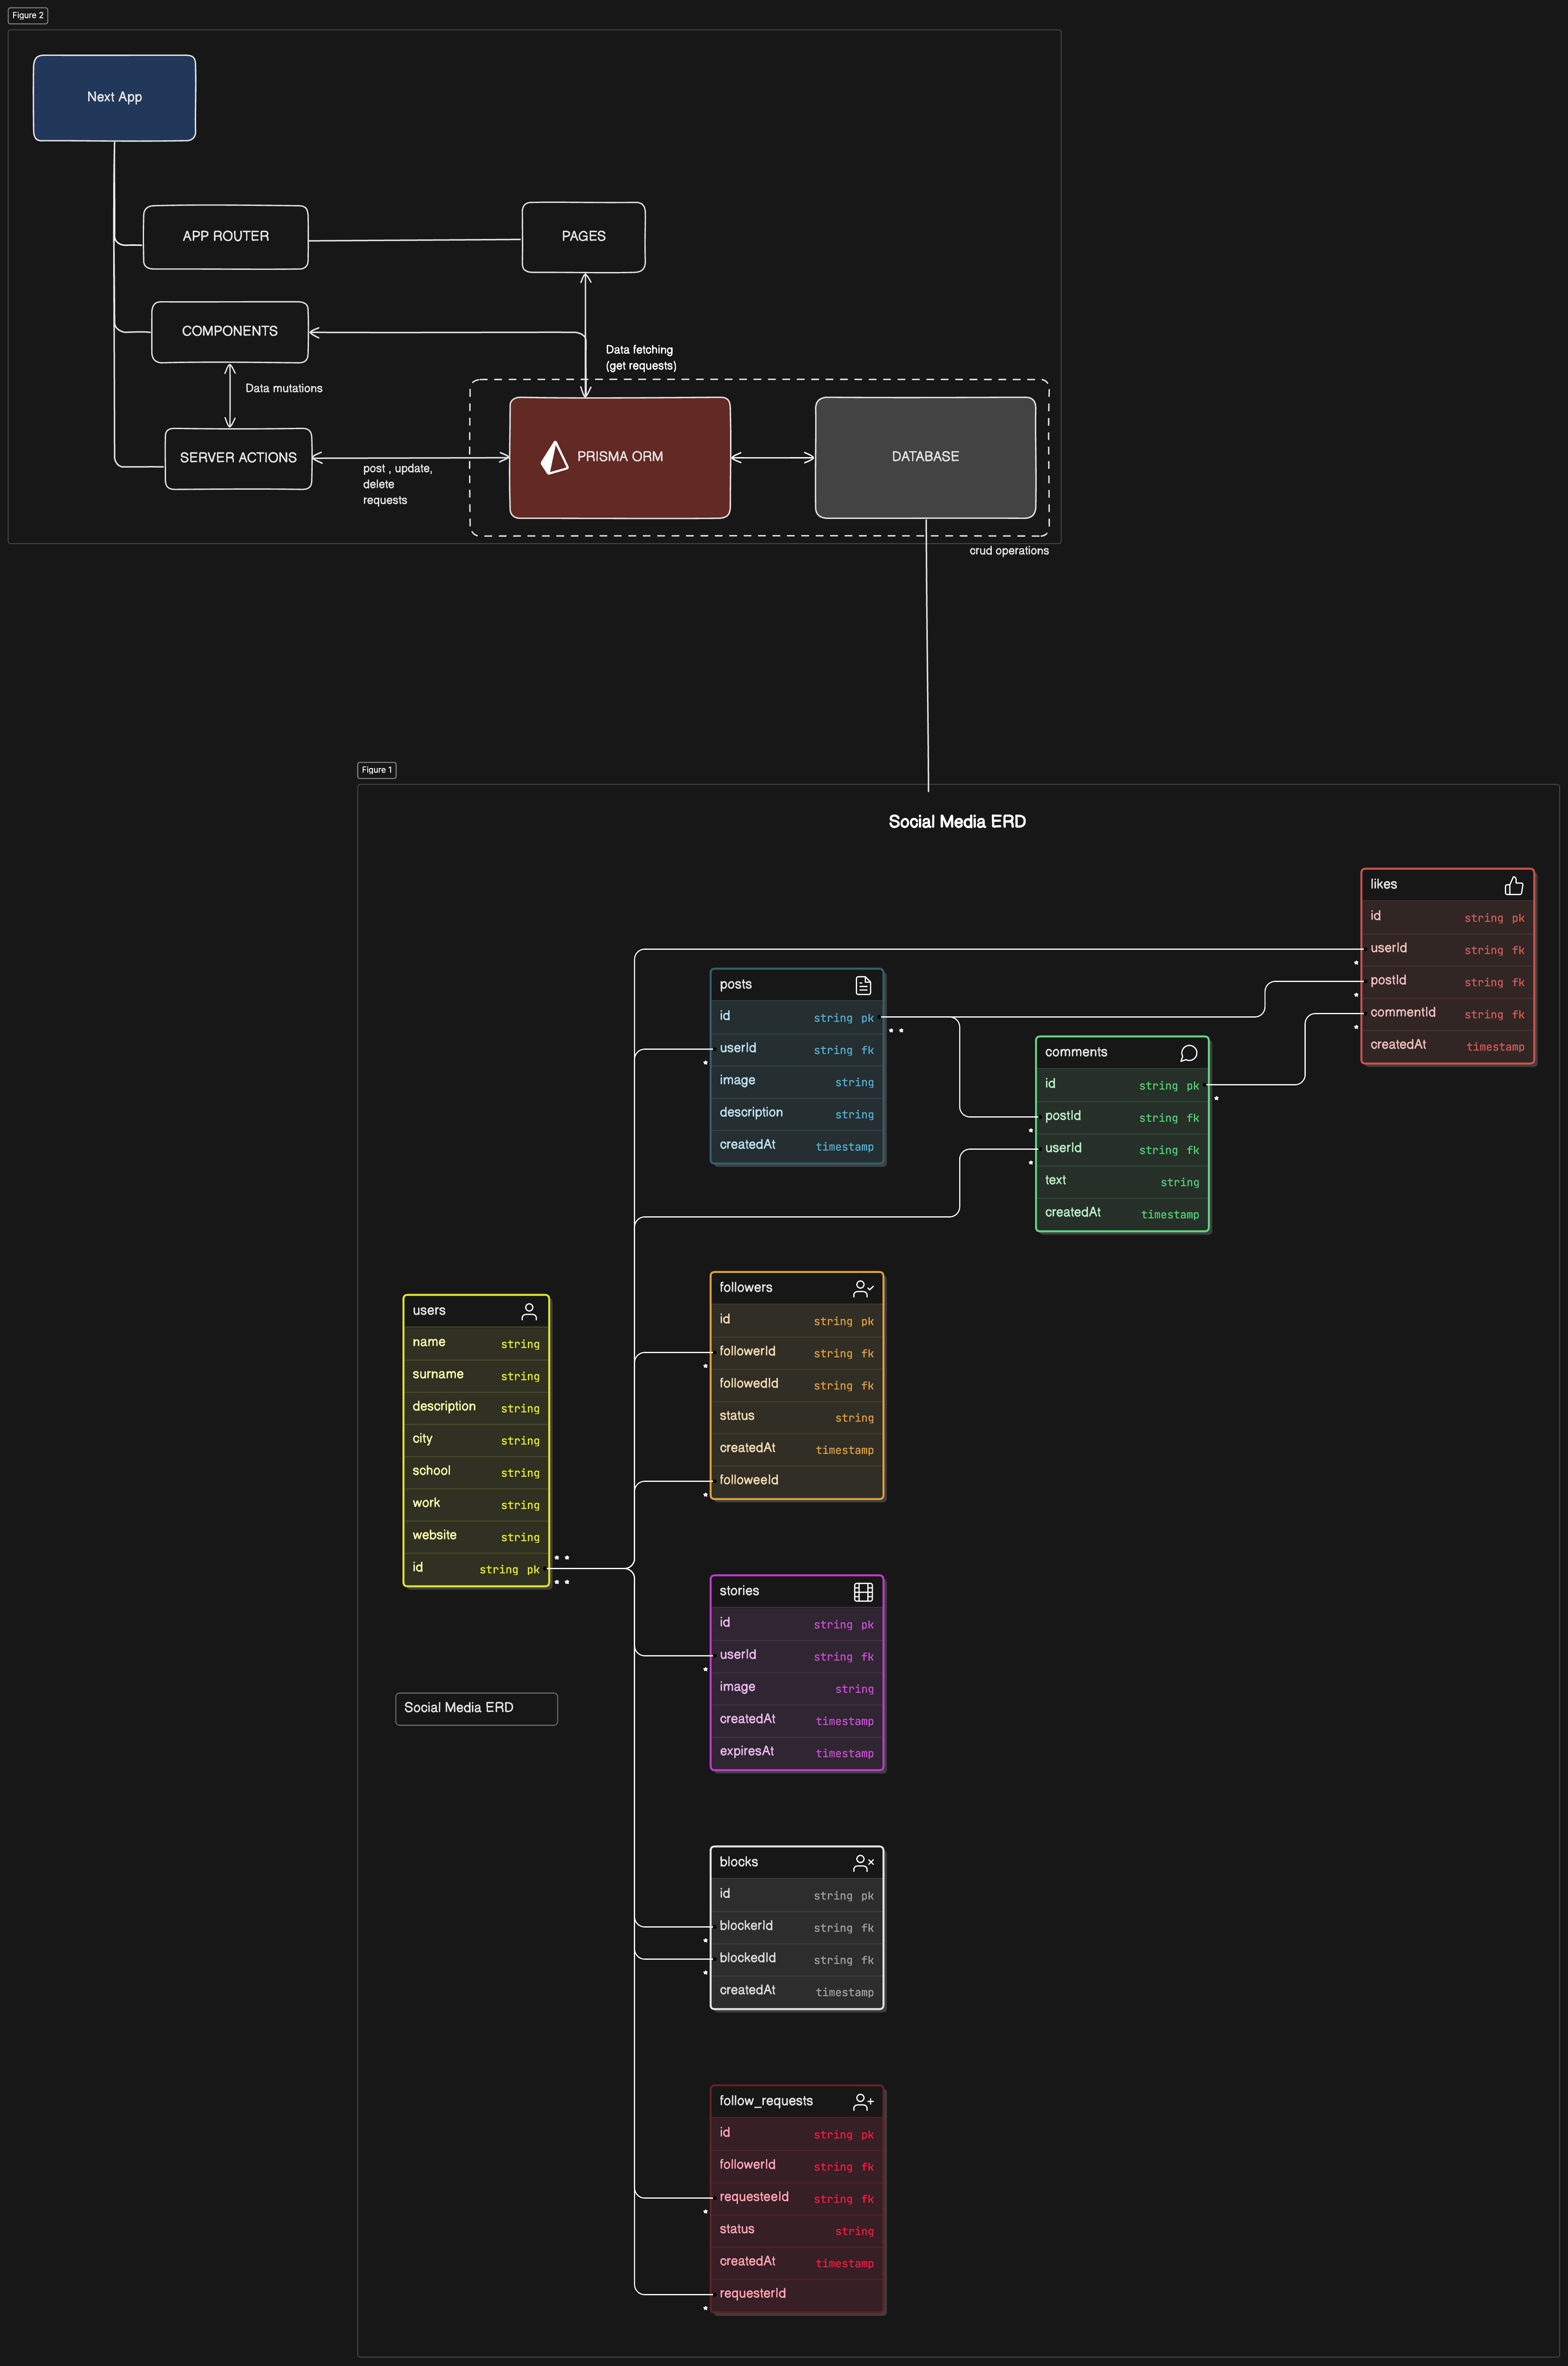 Figure 2
Next App
APP ROUTER
PAGES
COMPONENTS
Data fetching
(get requests)
Data mutations
SERVER ACTIONS
post , update,
delete
requests
PRISMA ORM
DATABASE
crud operations
Figure 1
Social Media ERD
likes
id string pk
userId string fk
postId string fk
commentId string fk
createdAt timestamp
*
*
*
posts
id string pk
userId string fk
image string
description string
createdAt timestamp
* *
*
comments
id string pk
postId string fk
userId string fk
text string
createdAt timestamp
*
*
*
followers
id string pk
followerId string fk
followedId string fk
status string
createdAt timestamp
followeeId
*
*
users
name string
surname string
description string
city string
school string
work string
website string
id string pk
* *
* *
stories
id string pk
userId string fk
image string
createdAt timestamp
expiresAt timestamp
*
Social Media ERD
blocks
id string pk
blockerId string fk
blockedId string fk
createdAt timestamp
*
*
follow_requests
id string pk
followerId string fk
requesteeId string fk
status string
createdAt timestamp
requesterId
*
*